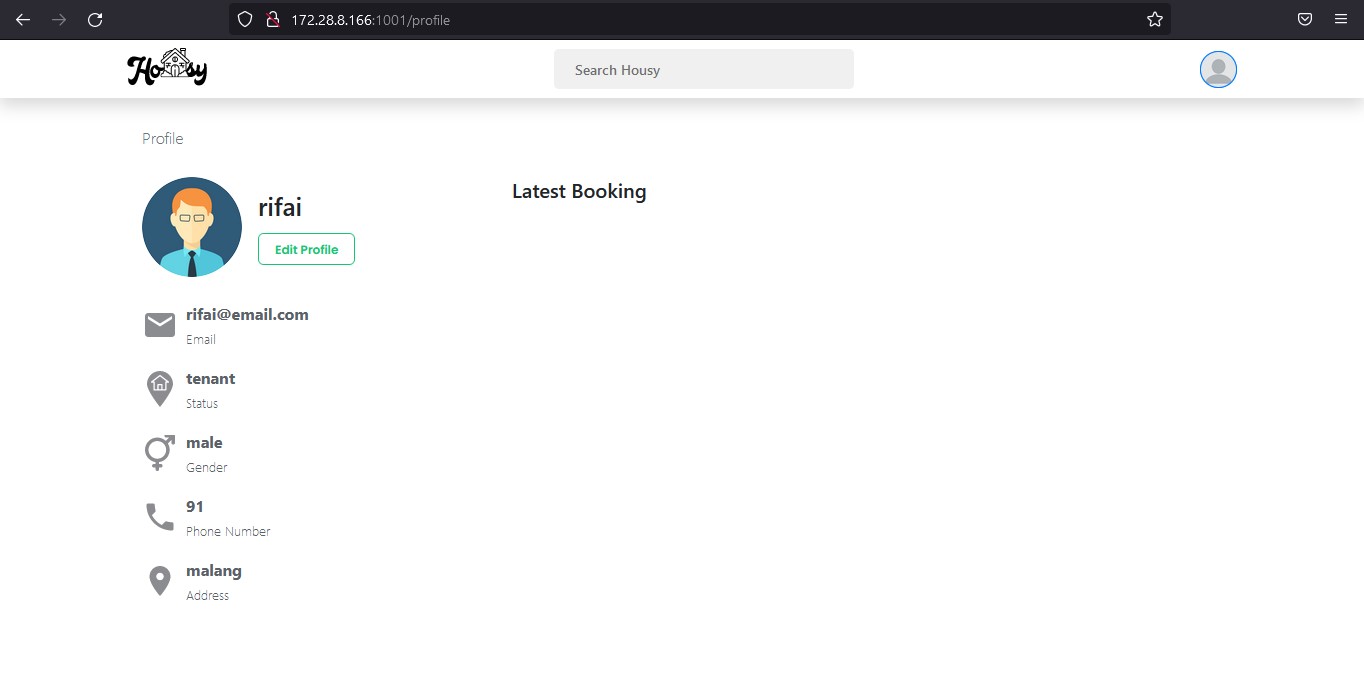 172.28.8.166:1001/profile
Housy
Search Housy
Profile
rifai
Edit Profile
Latest Booking
rifai@email.com
Email
tenant
Status
male
Gender
91
Phone Number
malang
Address